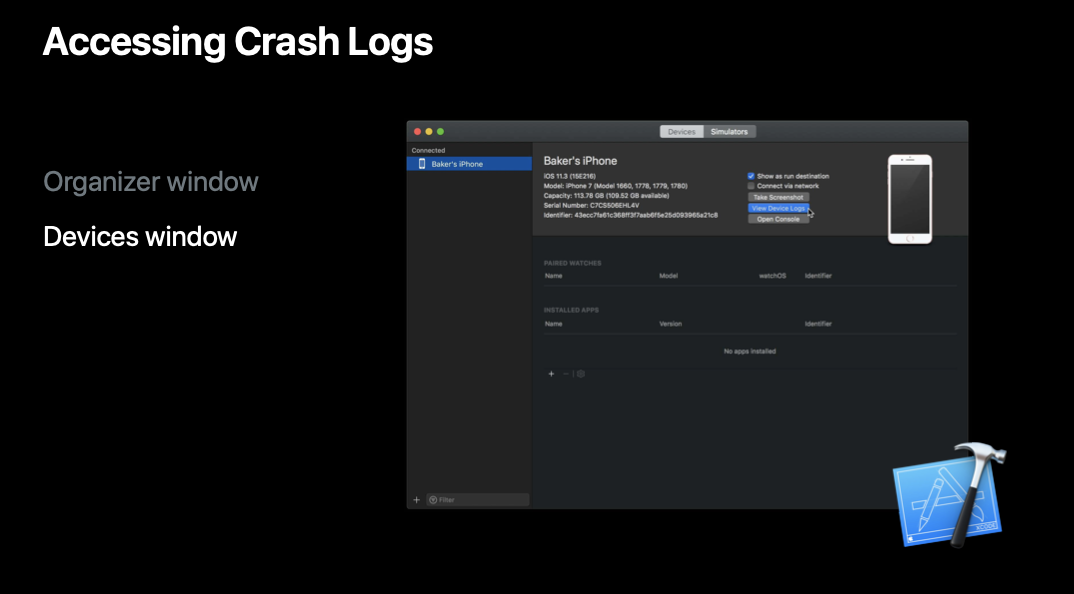 Accessing Crash Logs
Organizer window
Devices window
Devices Simulators
Connected
Baker's iPhone
Filter
Baker's iPhone
iOS 11.3 (15E216)
Model: iPhone 7 (Model 1660, 1778, 1779, 1780)
Capacity: 113.78 GB (109.52 GB available)
Serial Number: C7CS506EHL4V
Identifier: 43ecc7fa61c368ff3f7aab6f5e25d093965a21c8
Show as run destination
Connect via network
Take Screenshot
View Device Logs
Open Console
PAIRED WATCHES
Name Model watchOS Identifier
INSTALLED APPS
Name Version Identifier
No apps installed
XCODE